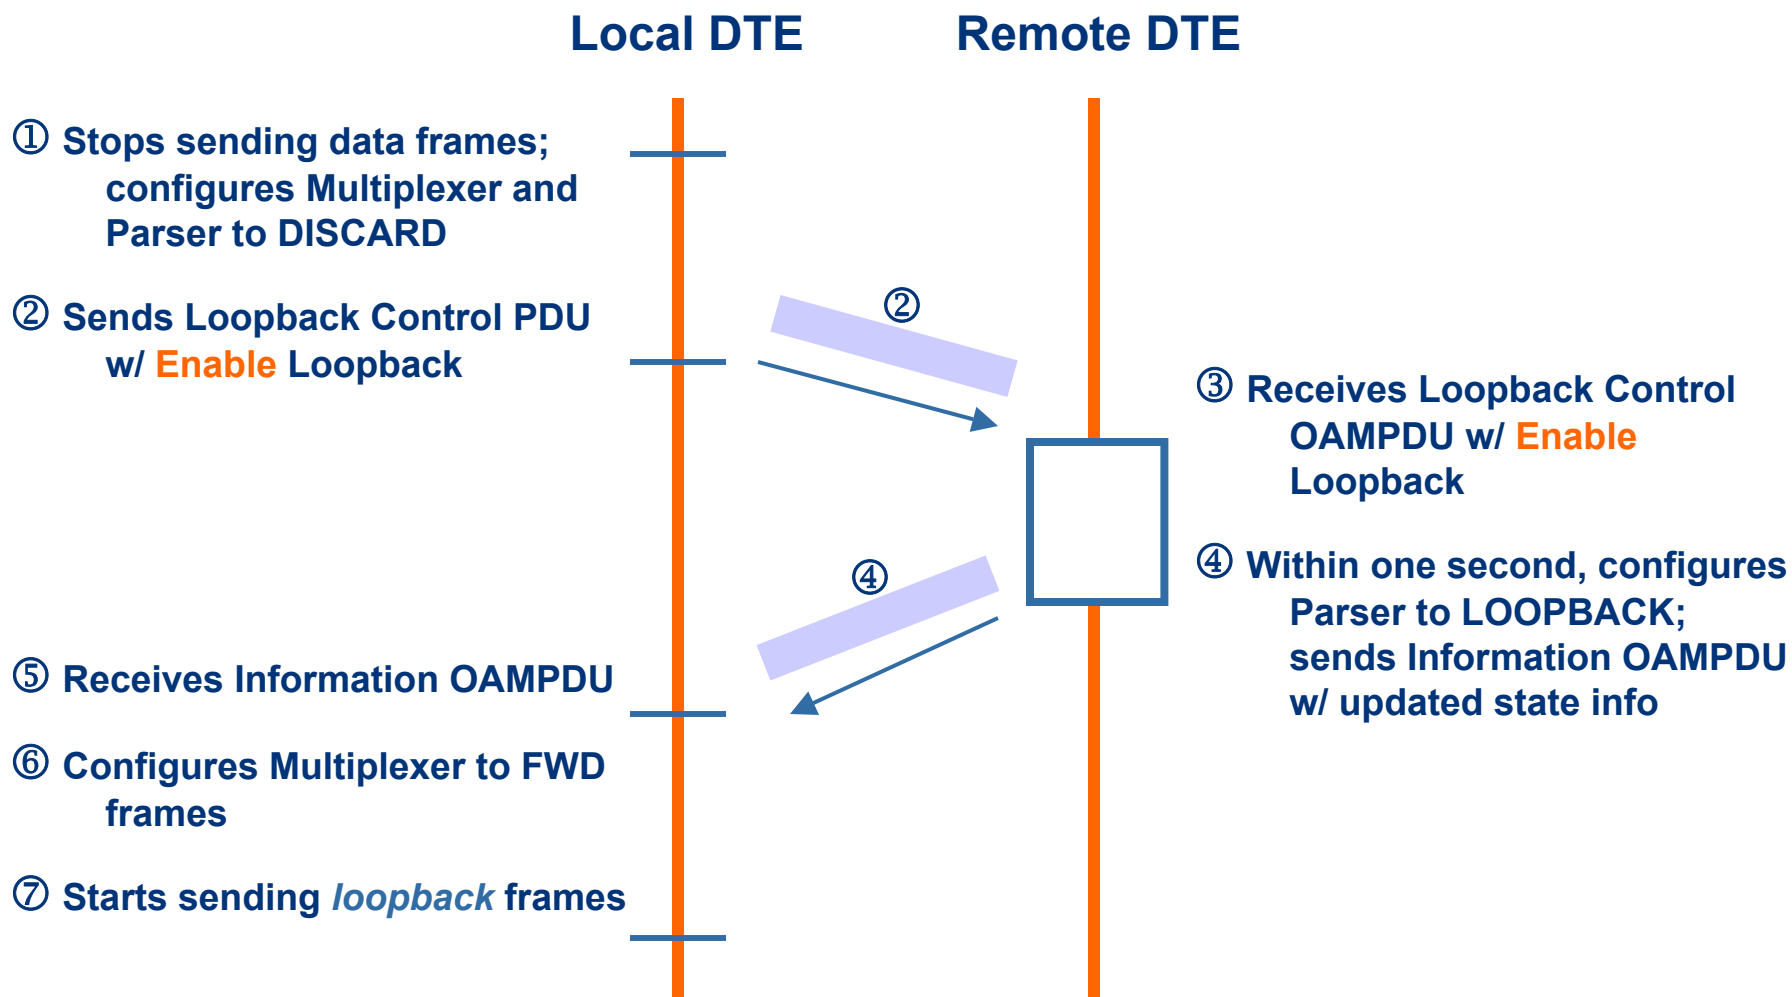 Local DTE
Remote DTE
① Stops sending data frames;
configures Multiplexer and
Parser to DISCARD
② Sends Loopback Control PDU
w/ Enable Loopback
②
③ Receives Loopback Control
OAMPDU w/ Enable
Loopback
④ Within one second, configures
Parser to LOOPBACK;
sends Information OAMPDU
w/ updated state info
④
⑤ Receives Information OAMPDU
⑥ Configures Multiplexer to FWD
frames
⑦ Starts sending loopback frames